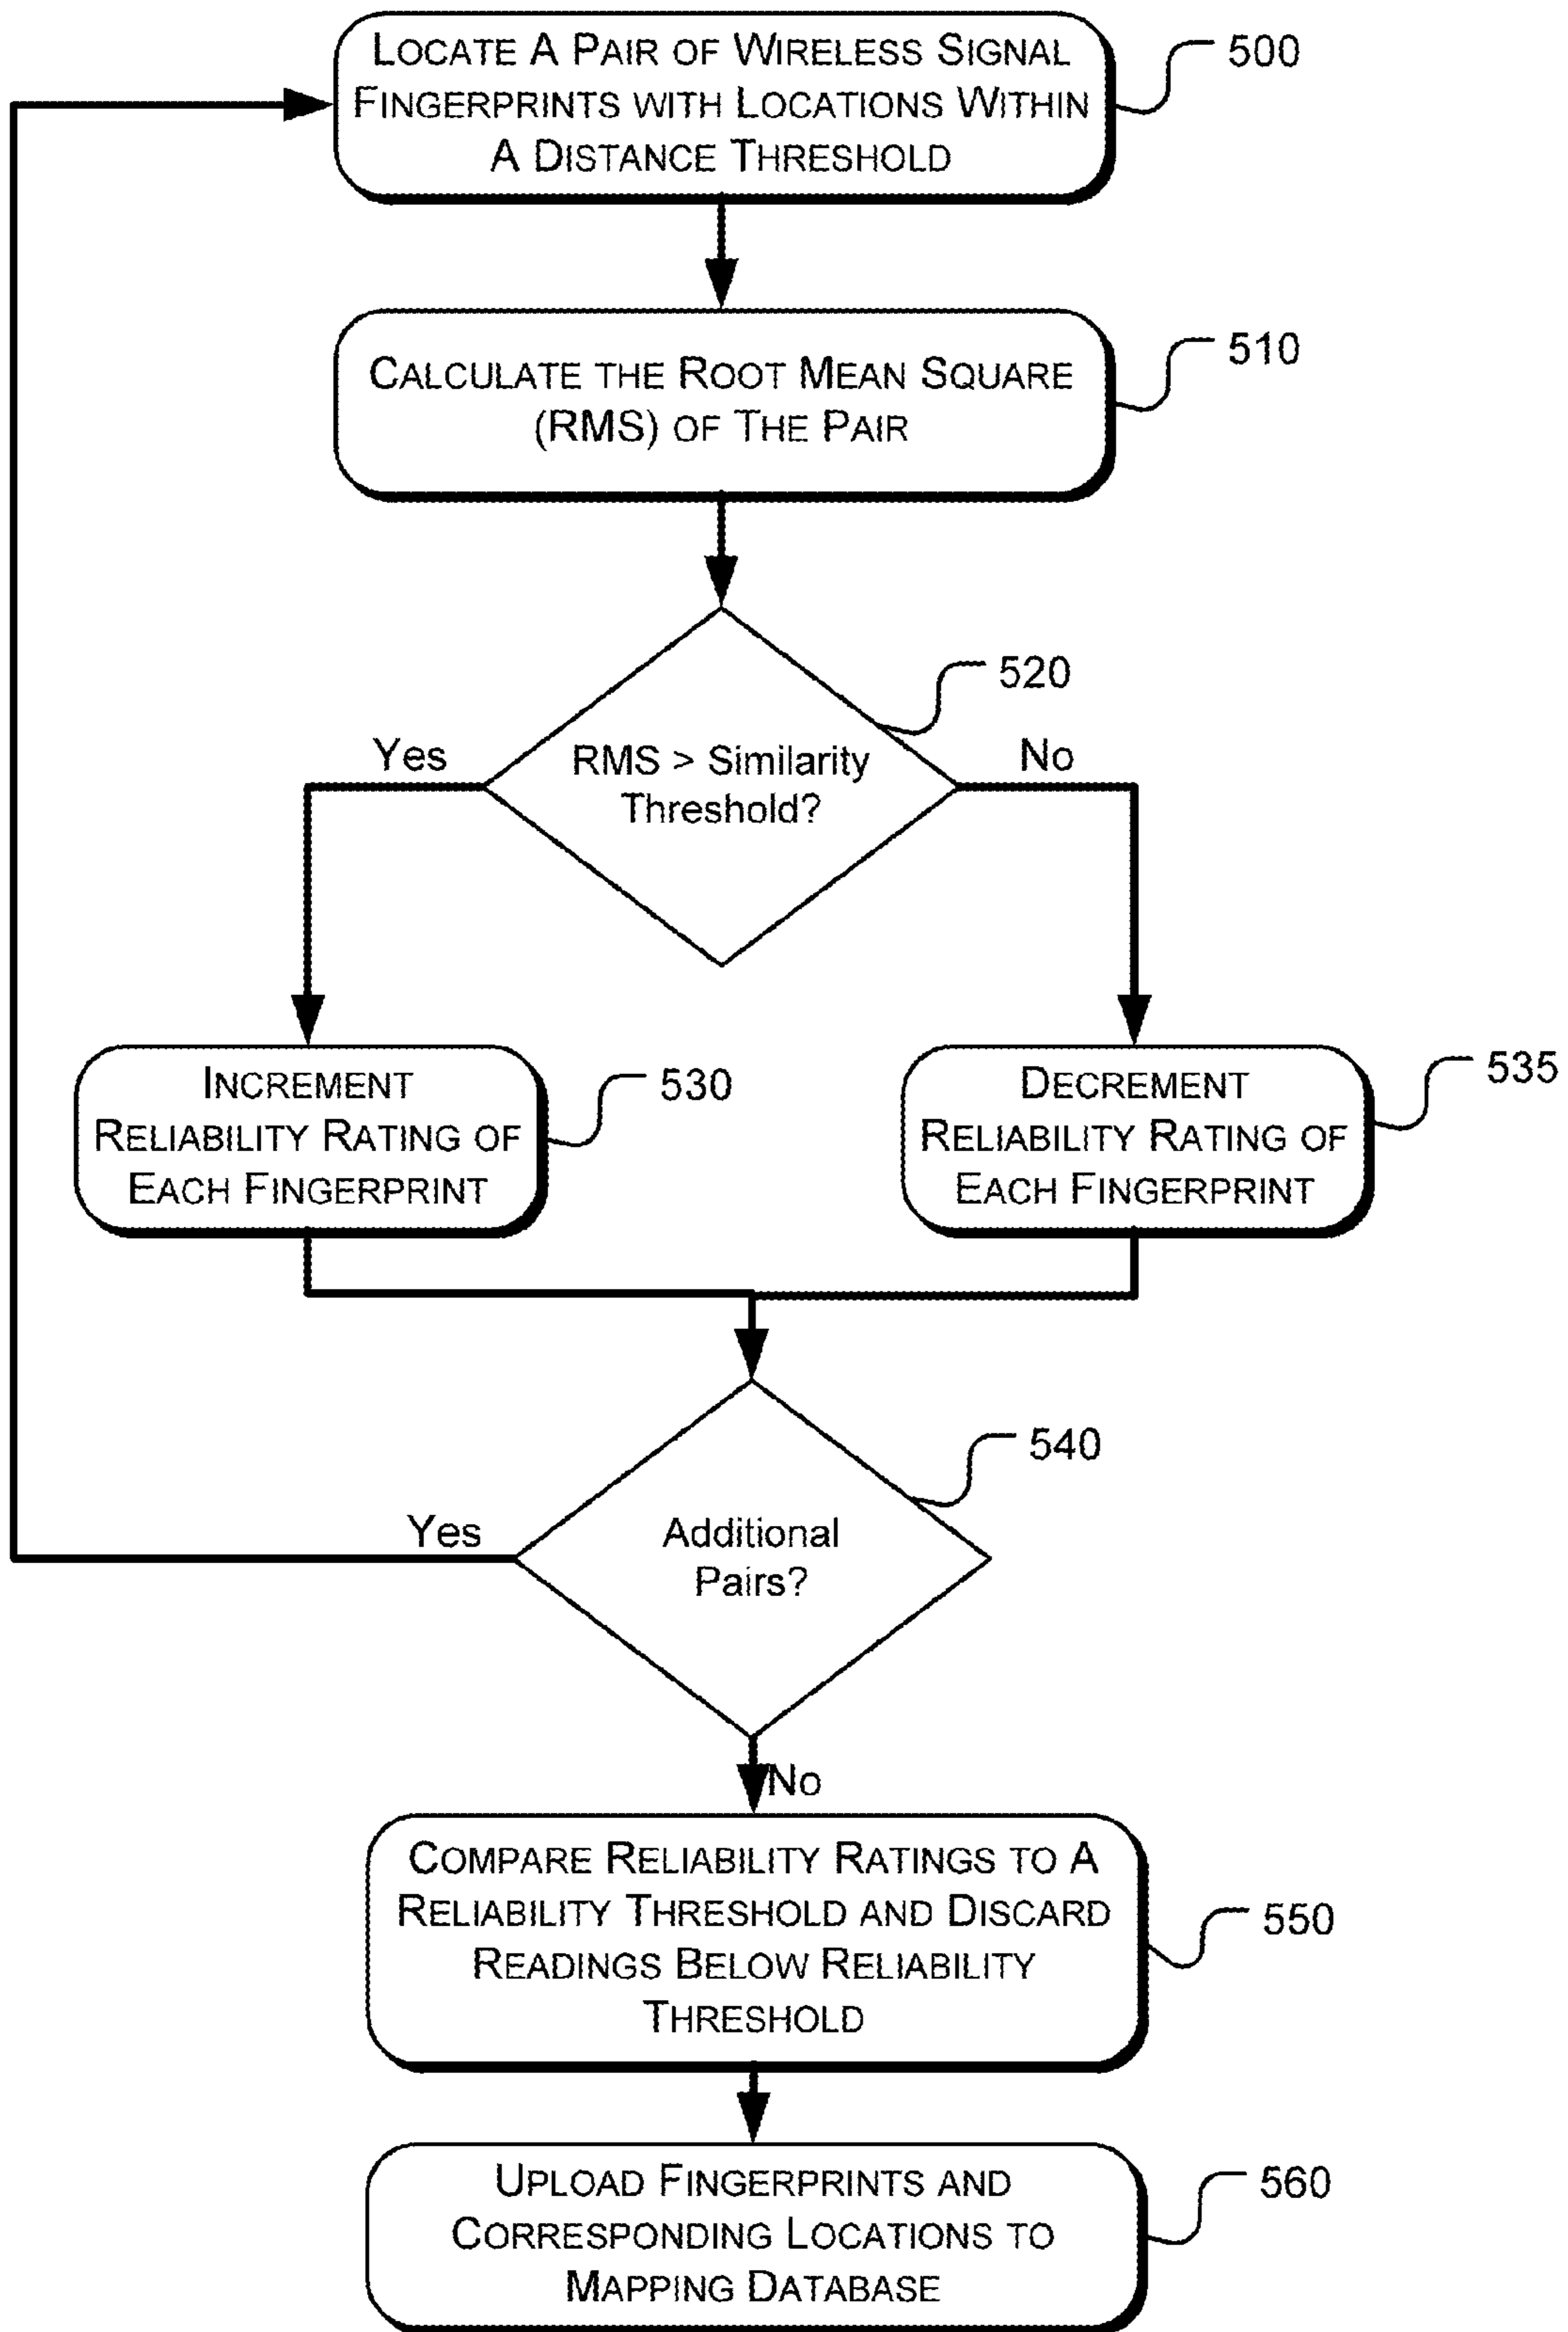 LOCATE A PAIR OF WIRELESS SIGNAL
FINGERPRINTS WITH LOCATIONS WITHIN
A DISTANCE THRESHOLD
500
CALCULATE THE ROOT MEAN SQUARE
(RMS) OF THE PAIR
510
520
Yes
RMS > Similarity
Threshold?
No
INCREMENT
RELIABILITY RATING OF
EACH FINGERPRINT
530
DECREMENT
RELIABILITY RATING OF
EACH FINGERPRINT
535
540
Yes
Additional
Pairs?
No
COMPARE RELIABILITY RATINGS TO A
RELIABILITY THRESHOLD AND DISCARD
READINGS BELOW RELIABILITY
THRESHOLD
550
UPLOAD FINGERPRINTS AND
CORRESPONDING LOCATIONS TO
MAPPING DATABASE
560